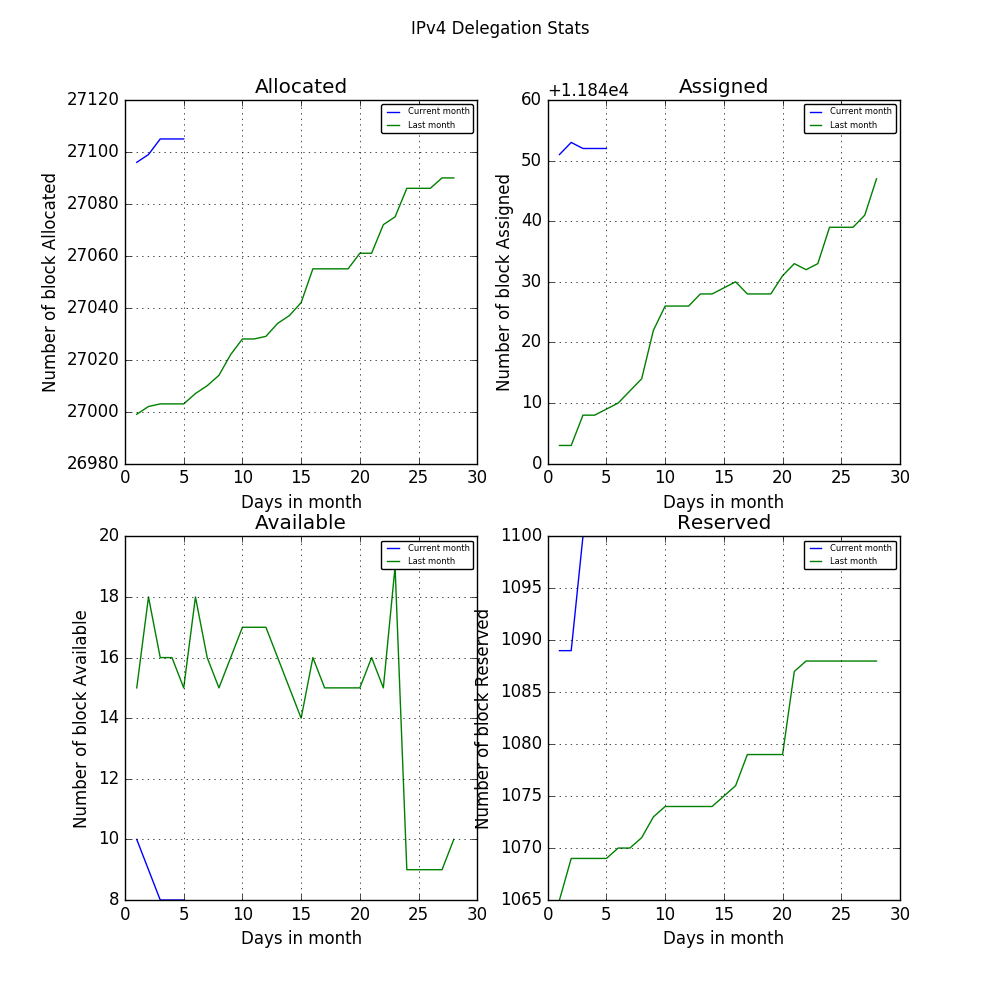 IPv4 Delegation Stats
Allocated
27120
27100
27080
27060
27040
27020
27000
26980
0 5 10 15 20 25 30
Number of block Allocated
Days in month
Current month
Last month
+1.184e4
Assigned
60
50
40
30
20
10
0
0 5 10 15 20 25 30
Number of block Assigned
Days in month
Current month
Last month
Available
20
18
16
14
12
10
8
0 5 10 15 20 25 30
Number of block Available
Days in month
Current month
Last month
Reserved
1100
1095
1090
1085
1080
1075
1070
1065
0 5 10 15 20 25 30
Number of block Reserved
Days in month
Current month
Last month